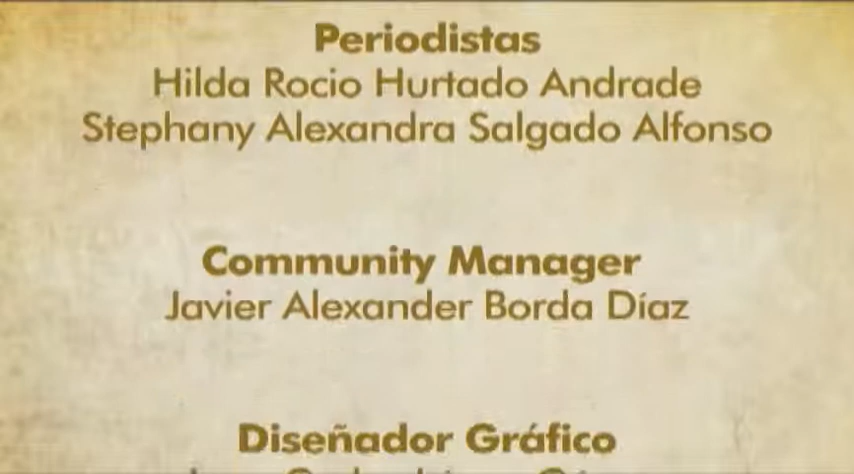 Periodistas
Hilda Rocio Hurtado Andrade
Stephany Alexandra Salgado Alfonso
Community Manager
Javier Alexander Borda Díaz
Diseñador Gráfico